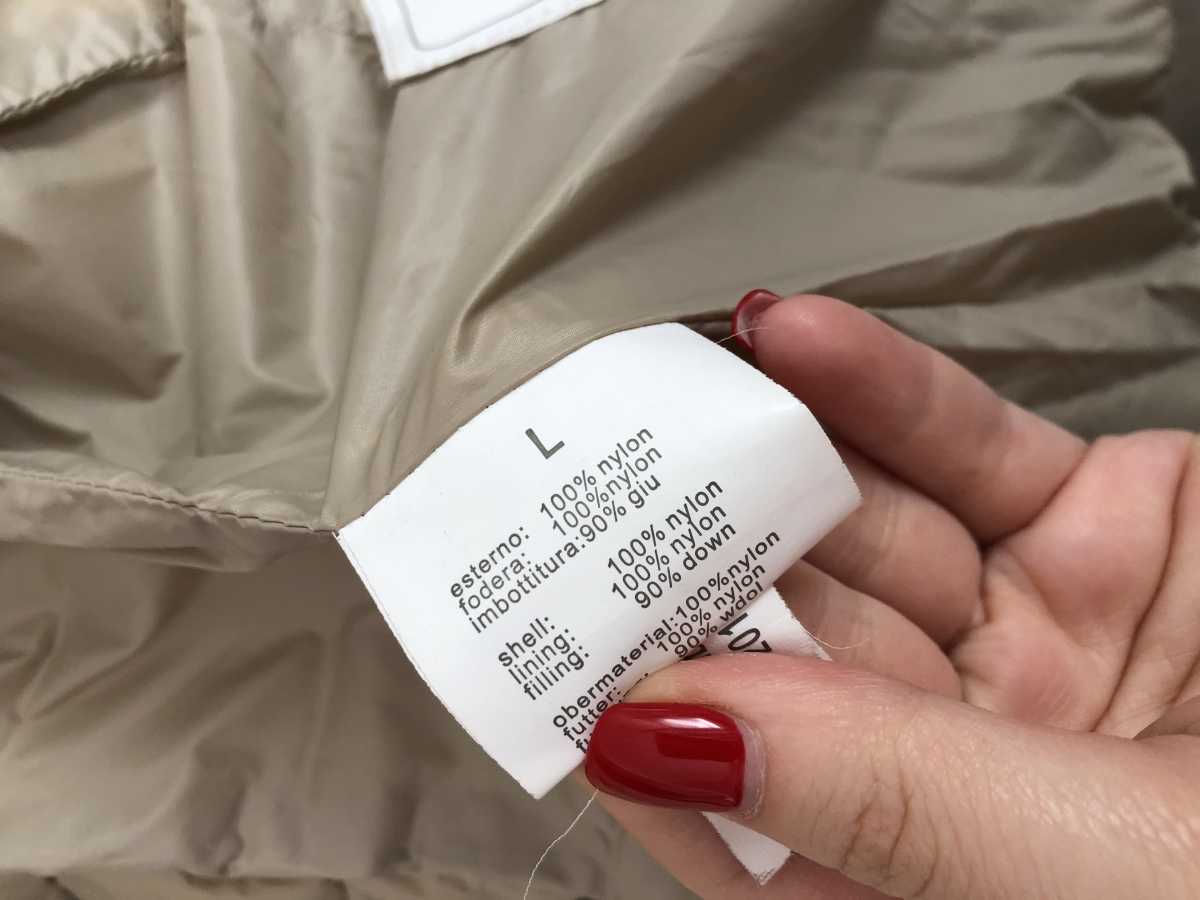 L
esterno: 100% nylon
fodera: 100%nylon
imbottitura:90% giu
shell: 100% nylon
lining: 100% nylon
filling: 90% down
obermaterial:100%nylon
futter: 100% nylon
90%